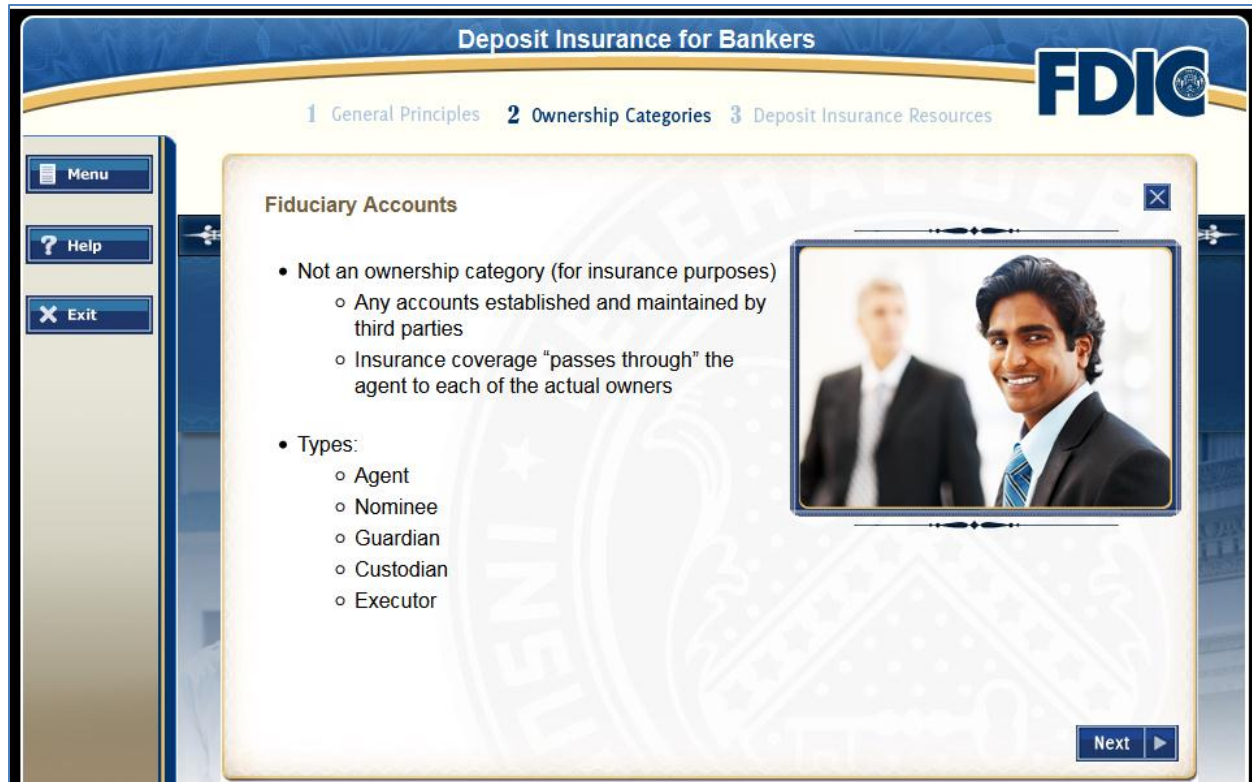 Deposit Insurance for Bankers
FDIC
1 General Principles 2 Ownership Categories 3 Deposit Insurance Resources
Menu
? Help
X Exit
Fiduciary Accounts
• Not an ownership category (for insurance purposes)
◦ Any accounts established and maintained by
third parties
◦ Insurance coverage “passes through” the
agent to each of the actual owners
• Types:
◦ Agent
◦ Nominee
◦ Guardian
◦ Custodian
◦ Executor
Next